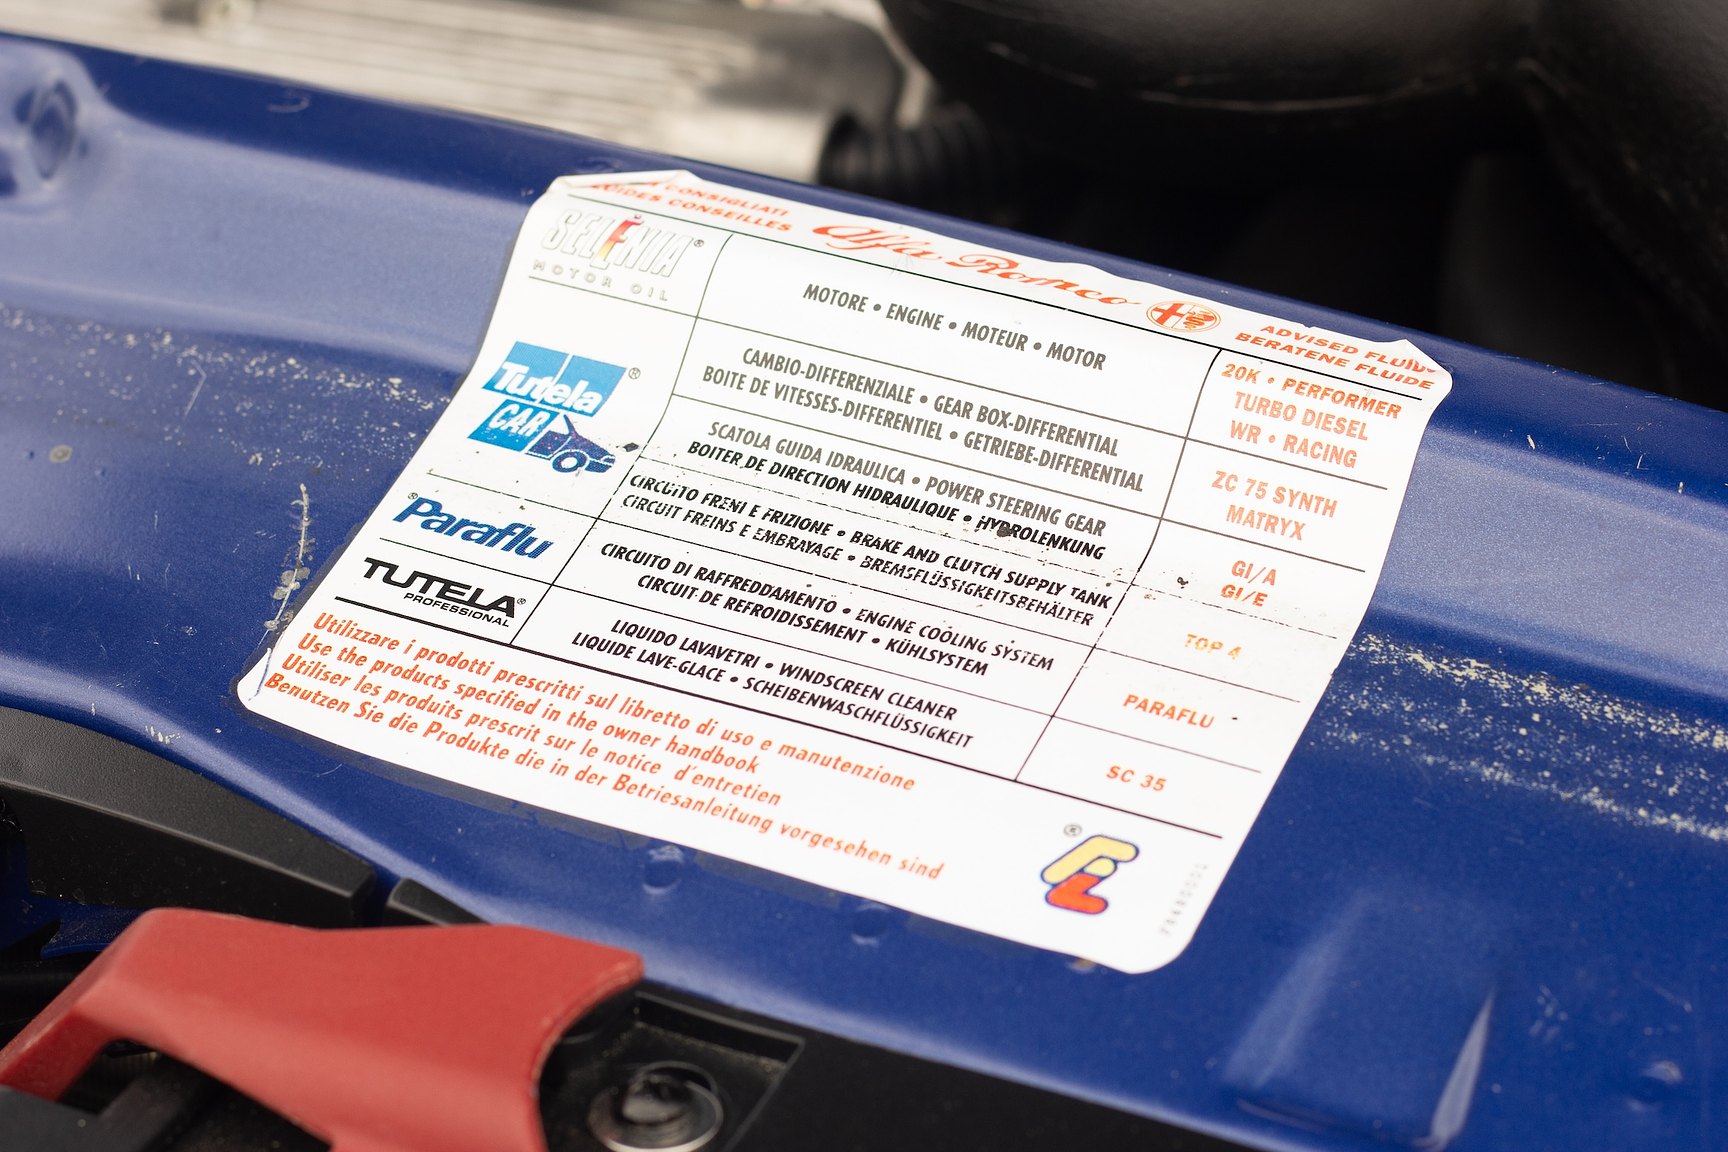 CONSIGLIATI
CONSEILLES
Alfa Romeo
ADVISED FLUIDS
BERATENE FLUIDE
SELENIA®
MOTOR OIL
MOTORE • ENGINE • MOTEUR • MOTOR
20K • PERFORMER
TURBO DIESEL
WR • RACING
Tutela ®
CAR
CAMBIO-DIFFERENZIALE • GEAR BOX-DIFFERENTIAL
BOITE DE VITESSES-DIFFERENTIEL • GETRIEBE-DIFFERENTIAL
ZC 75 SYNTH
MATRYX
SCATOLA GUIDA IDRAULICA • POWER STEERING GEAR
BOITER DE DIRECTION HIDRAULIQUE • HYDROLENKUNG
GI/A
GI/E
CIRCUITO FRENI E FRIZIONE • BRAKE AND CLUTCH SUPPLY TANK
CIRCUIT FREINS E EMBRAYAGE • BREMSFLÜSSIGKEITSBEHÄLTER
TOP 4
®Paraflu
CIRCUITO DI RAFFREDDAMENTO • ENGINE COOLING SYSTEM
CIRCUIT DE REFROIDISSEMENT • KÜHLSYSTEM
PARAFLU
TUTELA®
PROFESSIONAL
LIQUIDO LAVAVETRI • WINDSCREEN CLEANER
LIQUIDE LAVE-GLACE • SCHEIBENWASCHFLÜSSIGKEIT
SC 35
Utilizzare i prodotti prescritti sul libretto di uso e manutenzione
Use the products specified in the owner handbook
Utiliser les produits prescrit sur le notice d'entretien
Benutzen Sie die Produkte die in der Betriesanleitung vorgesehen sind
® FL